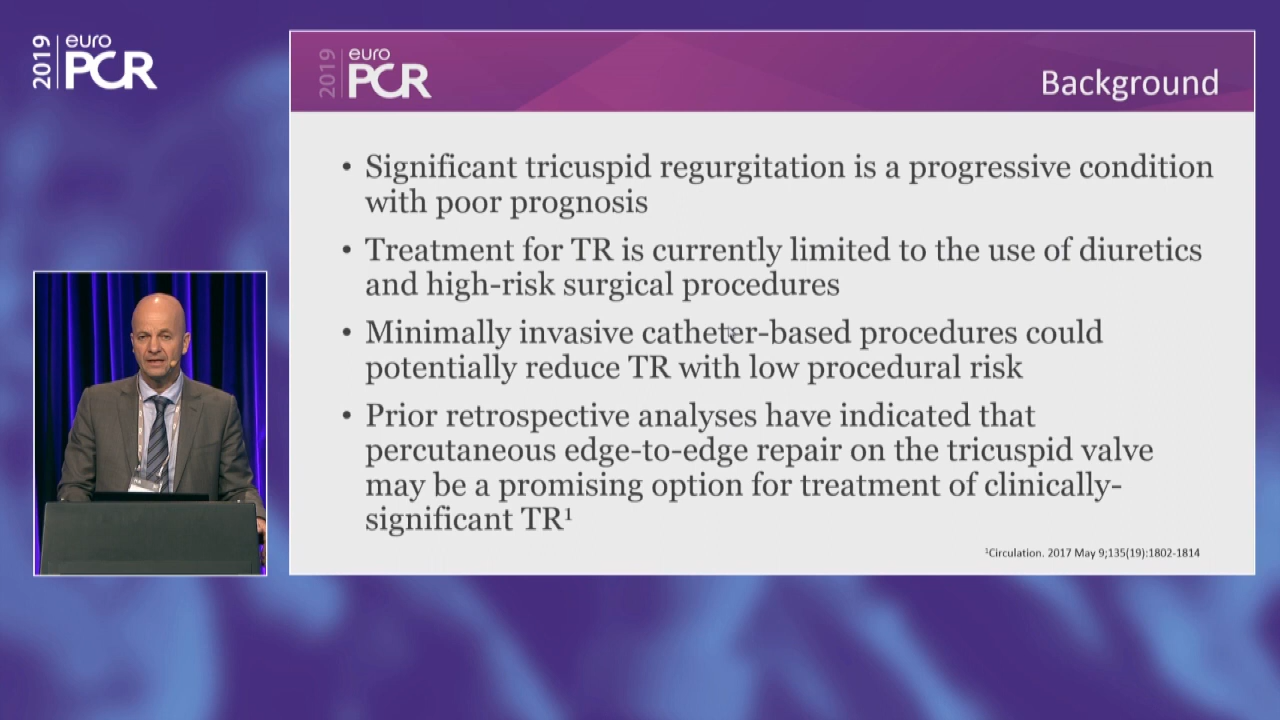 2019 euro PCR
2019 euro PCR
Background
• Significant tricuspid regurgitation is a progressive condition
with poor prognosis
• Treatment for TR is currently limited to the use of diuretics
and high-risk surgical procedures
• Minimally invasive catheter-based procedures could
potentially reduce TR with low procedural risk
• Prior retrospective analyses have indicated that
percutaneous edge-to-edge repair on the tricuspid valve
may be a promising option for treatment of clinically-
significant TR¹
¹Circulation. 2017 May 9;135(19):1802-1814